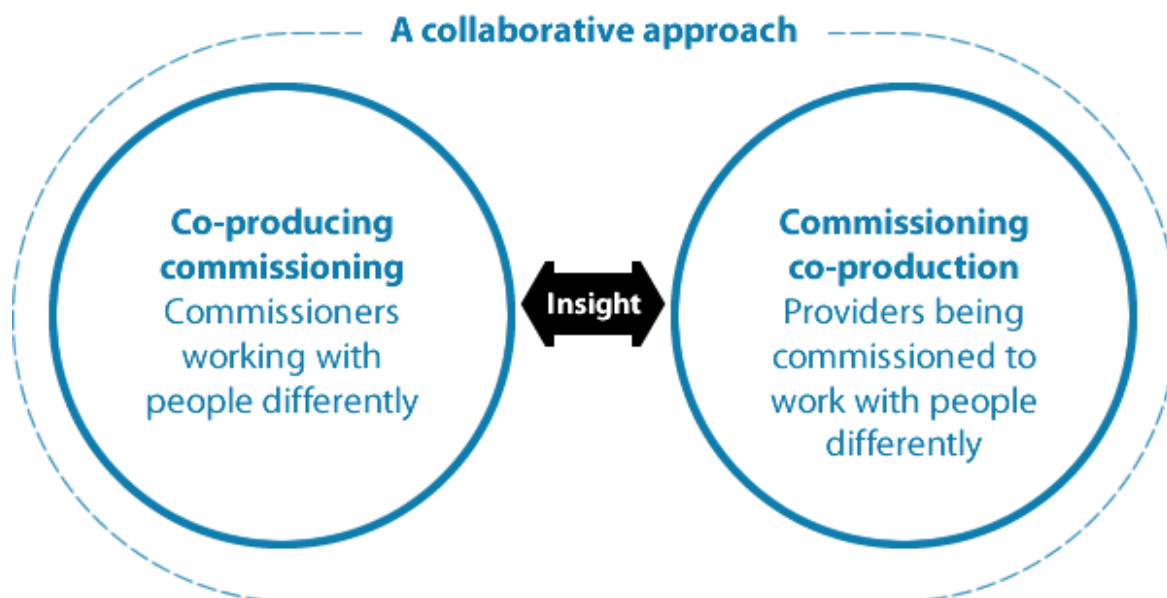 A collaborative approach
Co-producing
commissioning
Commissioners
working with
people differently
Insight
Commissioning
co-production
Providers being
commissioned to
work with people
differently